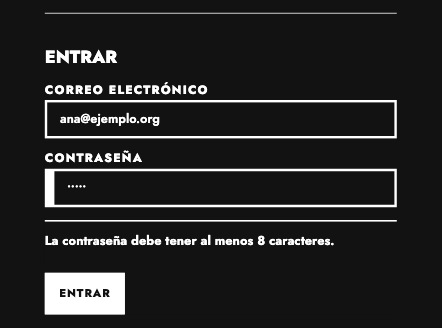 ENTRAR
CORREO ELECTRÓNICO
ana@ejemplo.org
CONTRASEÑA
•••••
La contraseña debe tener al menos 8 caracteres.
ENTRAR